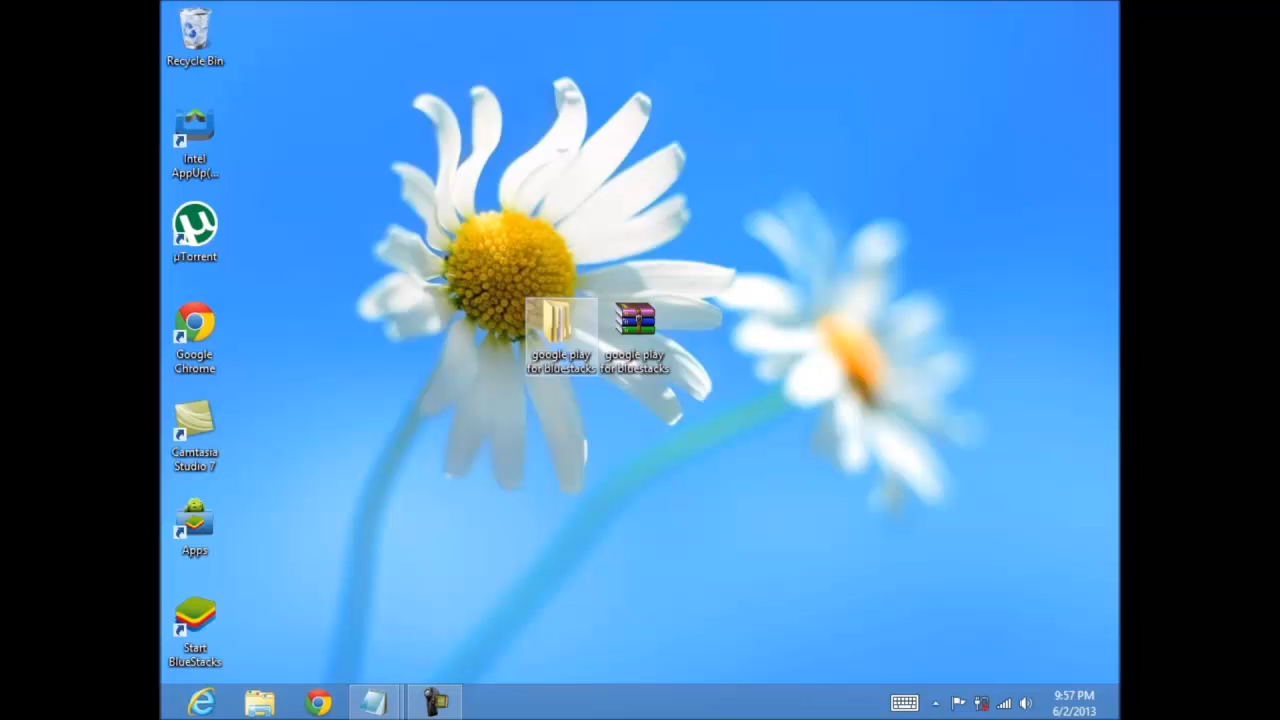 Recycle Bin
Intel
AppUp(...
µTorrent
Google
Chrome
Camtasia
Studio 7
Apps
Start
BlueStacks
google play
for bluestacks
google play
for bluestacks
9:57 PM
6/2/2013